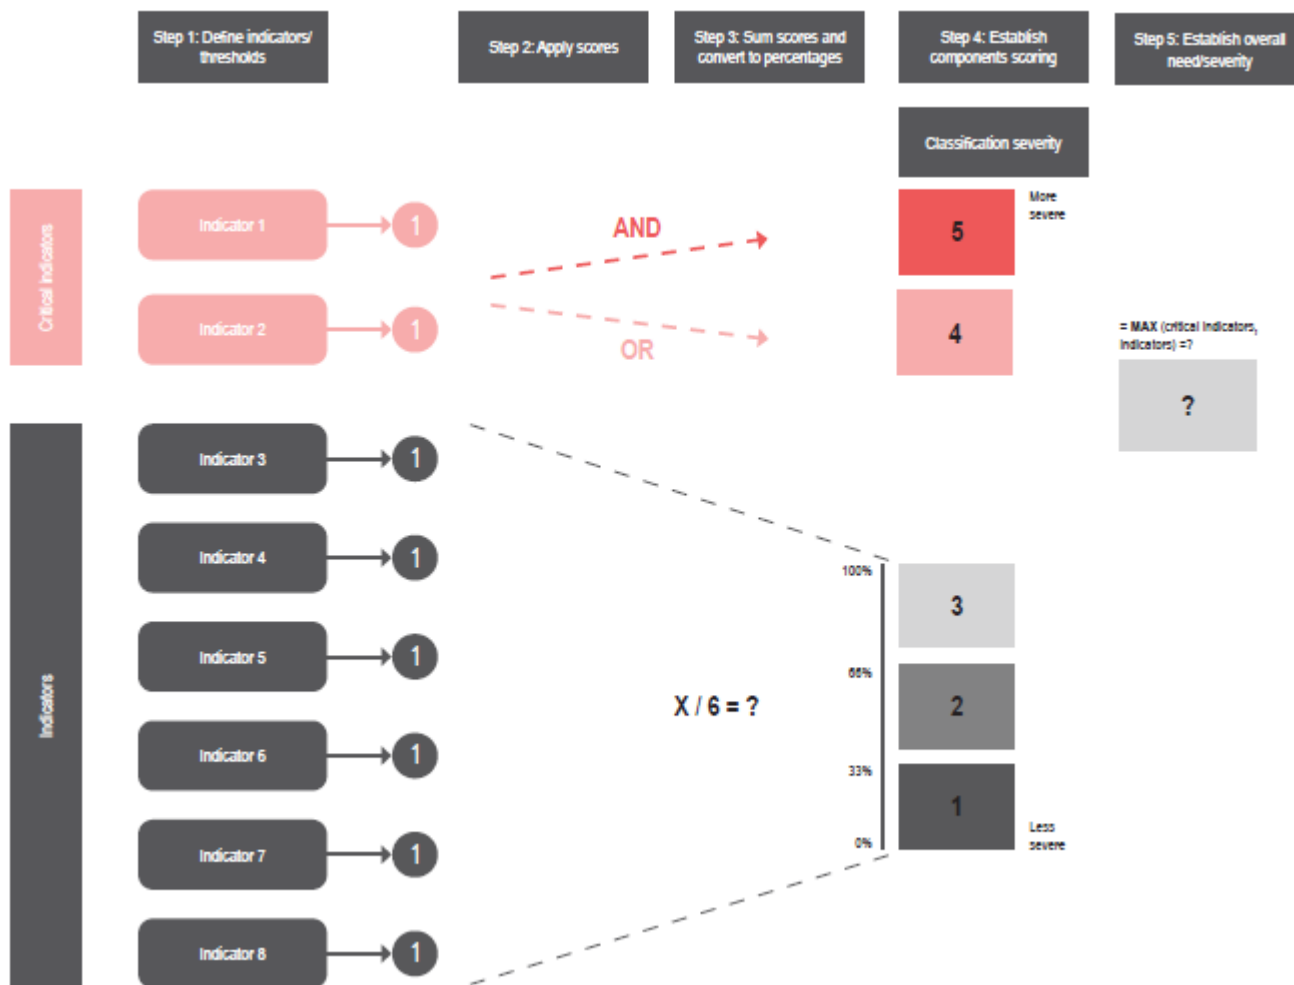 Step 1: Define indicators/
thresholds
Step 2: Apply scores
Step 3: Sum scores and
convert to percentages
Step 4: Establish
components scoring
Step 5: Establish overall
need/severity
Classification severity
Critical indicators
Indicator 1
1
AND
5
More
severe
Indicator 2
1
OR
4
= MAX (critical indicators,
indicators) =?
?
Indicators
Indicator 3
1
Indicator 4
1
Indicator 5
1
Indicator 6
1
Indicator 7
1
Indicator 8
1
X / 6 = ?
100%
3
66%
2
33%
1
0%
Less
severe